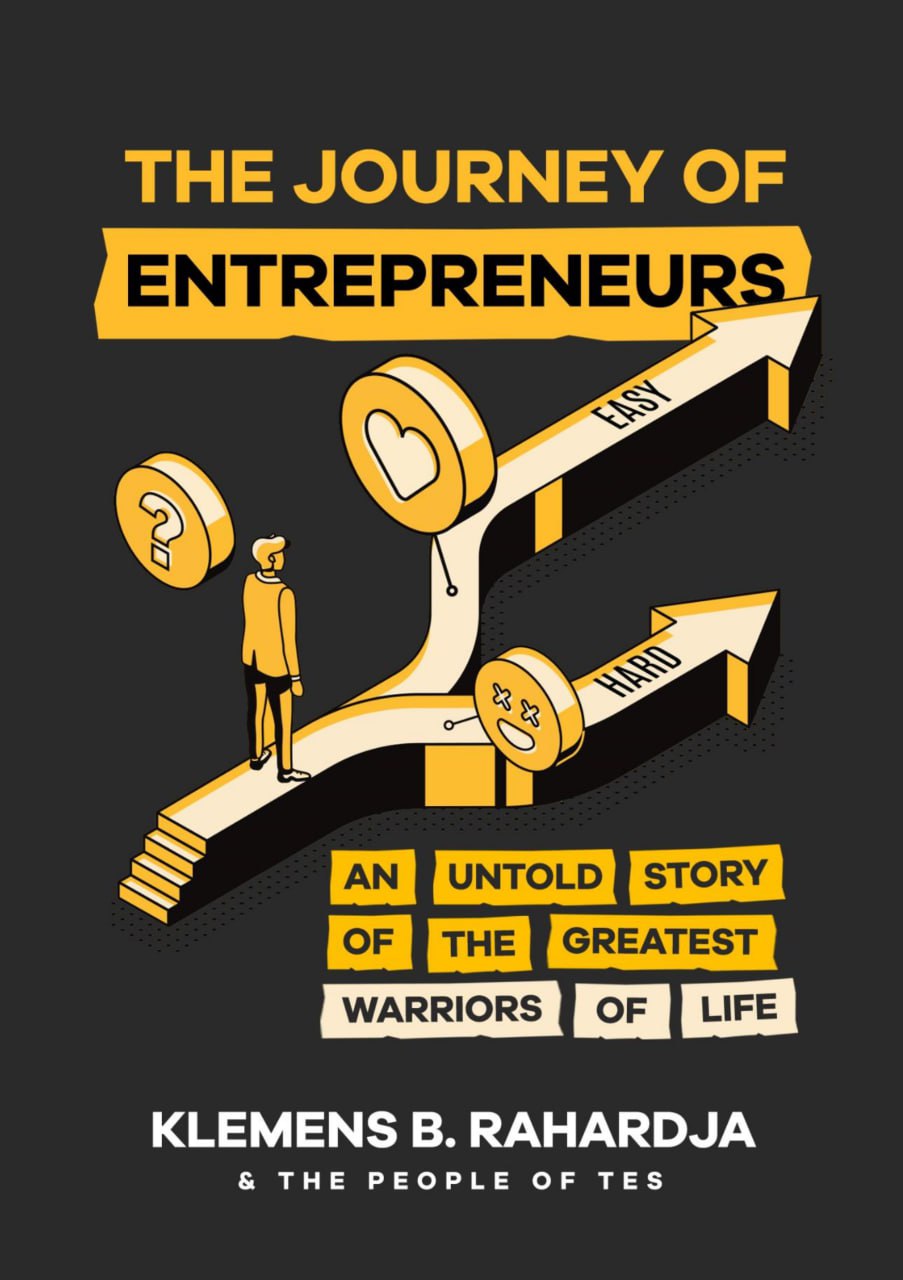 THE JOURNEY OF
ENTREPRENEURS
EASY
?
HARD
AN UNTOLD STORY
OF THE GREATEST
WARRIORS OF LIFE
KLEMENS B. RAHARDJA
& THE PEOPLE OF TES